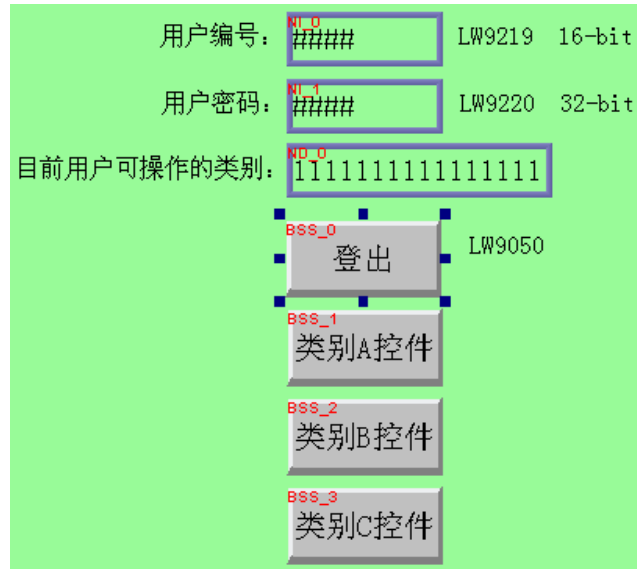 用户编号: NI_0 #### LW9219 16-bit
用户密码: NI_1 #### LW9220 32-bit
目前用户可操作的类别: ND_0 1111111111111111
BSS_0
登出 LW9050
BSS_1
类别A控件
BSS_2
类别B控件
BSS_3
类别C控件